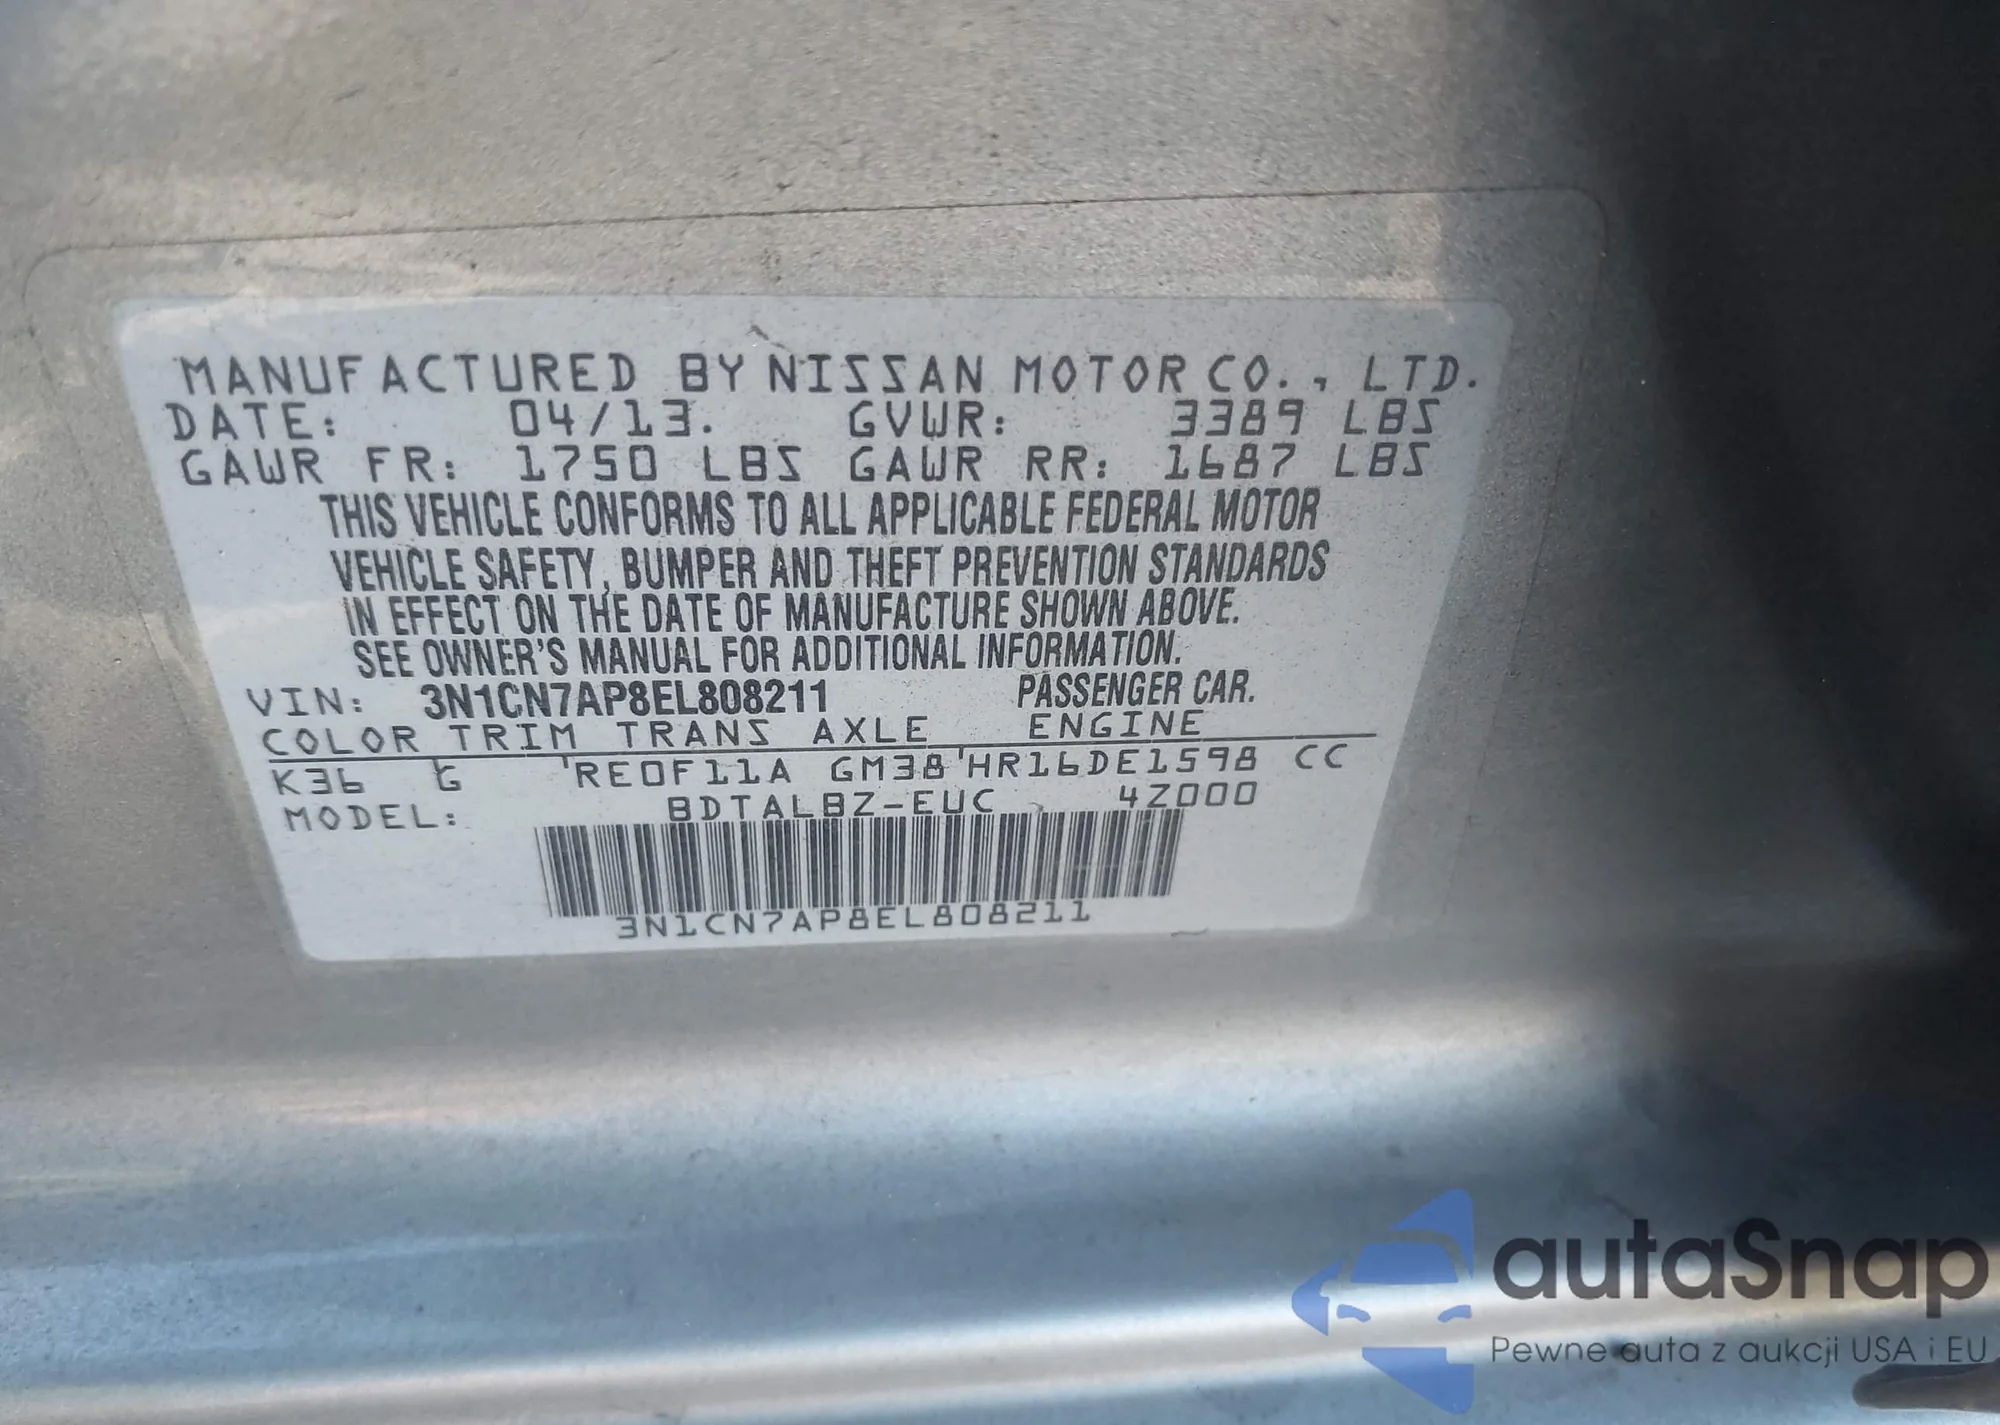 MANUFACTURED BY NISSAN MOTOR CO., LTD.
DATE: 04/13. GVWR: 3389 LBS
GAWR FR: 1750 LBS GAWR RR: 1687 LBS
THIS VEHICLE CONFORMS TO ALL APPLICABLE FEDERAL MOTOR
VEHICLE SAFETY, BUMPER AND THEFT PREVENTION STANDARDS
IN EFFECT ON THE DATE OF MANUFACTURE SHOWN ABOVE.
SEE OWNER'S MANUAL FOR ADDITIONAL INFORMATION.
VIN: 3N1CN7AP8EL808211 PASSENGER CAR.
COLOR TRIM TRANS AXLE ENGINE
K36 G RE0F11A GM38 HR16DE1598 CC
MODEL: BDTALBZ-EUC 4Z000
3N1CN7AP8EL808211
autaSnap
Pewne auta z aukcji USA i EU